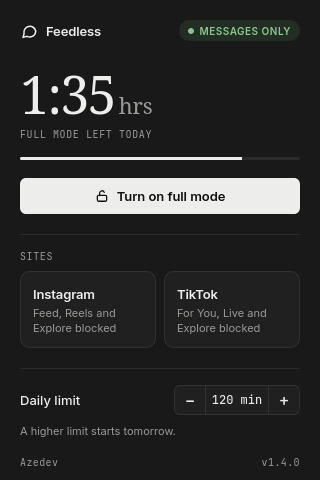 Feedless
MESSAGES ONLY
1:35 hrs
FULL MODE LEFT TODAY
Turn on full mode
SITES
Instagram
Feed, Reels and
Explore blocked
TikTok
For You, Live and
Explore blocked
Daily limit
− 120 min +
A higher limit starts tomorrow.
Azedev
v1.4.0